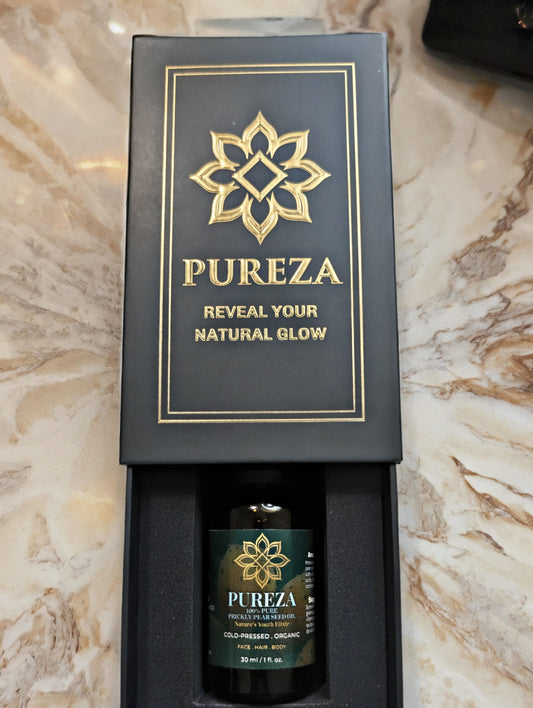 PUREZA
REVEAL YOUR
NATURAL GLOW
PUREZA
100% PURE
PRICKLY PEAR SEED OIL
Nature's Youth Elixir
COLD-PRESSED . ORGANIC
FACE . HAIR . BODY
30 ml / 1 fl. oz.